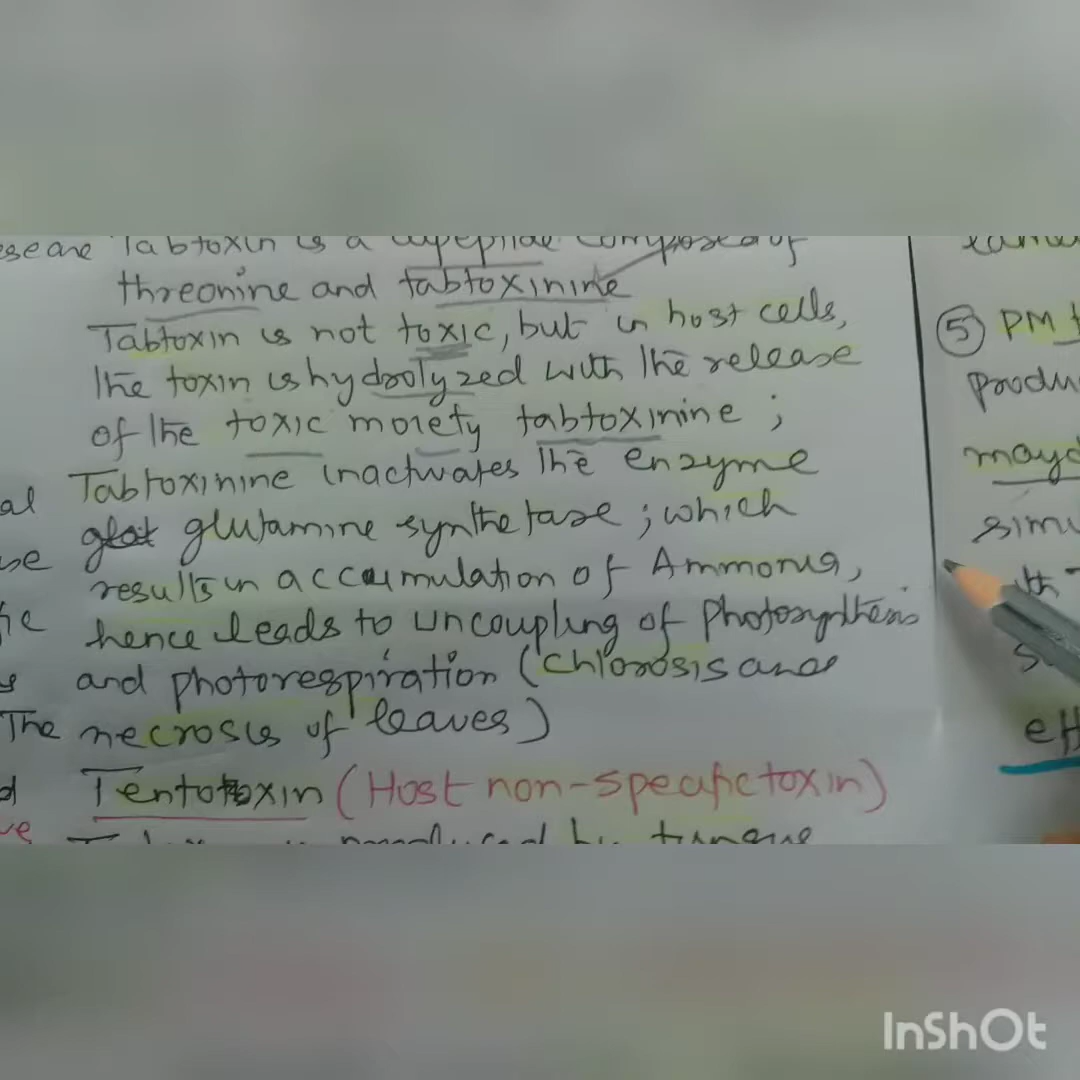 Tabtoxin is a dipeptide composed of
threonine and tabtoxinine
Tabtoxin is not toxic, but in host cells,
the toxin is hydrolyzed with the release
of the toxic moiety tabtoxinine ;
Tabtoxinine inactivates the enzyme
glutamine synthetase ; which
results in accumulation of Ammonia,
hence leads to uncoupling of Photosynthesis
and photorespiration (chlorosis and
The necrosis of leaves)
Tentotoxin (Host non-specific toxin)
al
⑤ PM
produ
mayd
simu
eff
InShOt